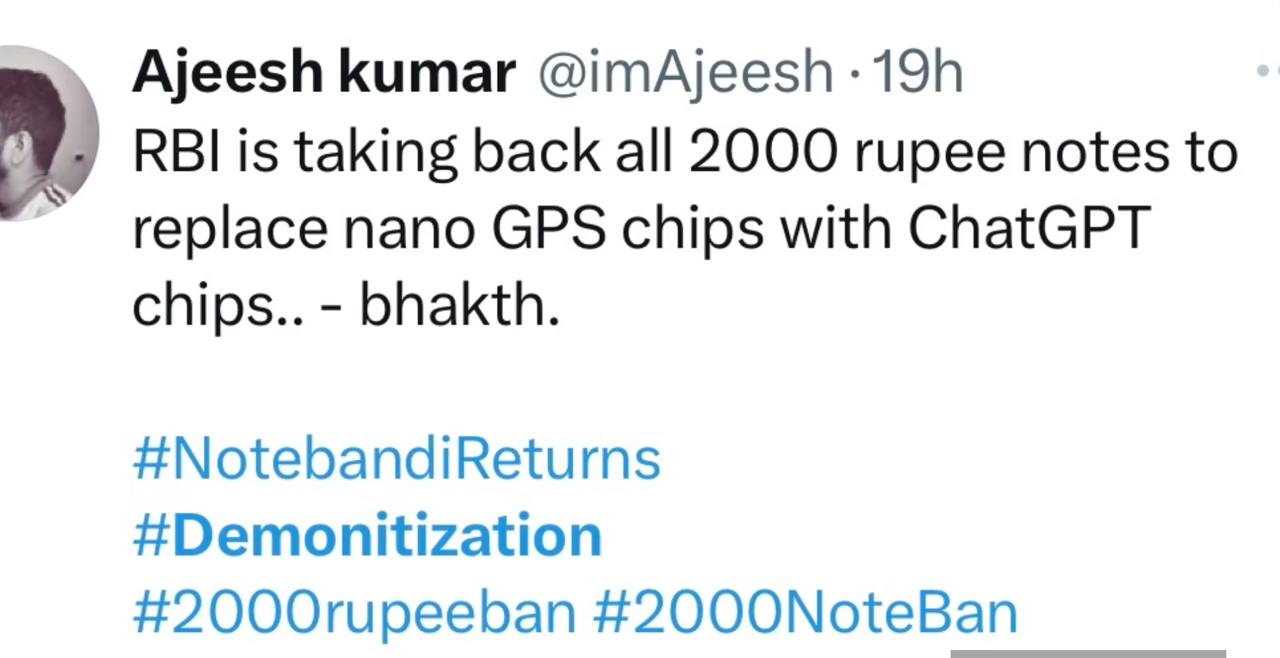 Ajeesh kumar @imAjeesh · 19h
RBI is taking back all 2000 rupee notes to
replace nano GPS chips with ChatGPT
chips.. - bhakth.
#NotebandiReturns
#Demonitization
#2000rupeeban #2000NoteBan